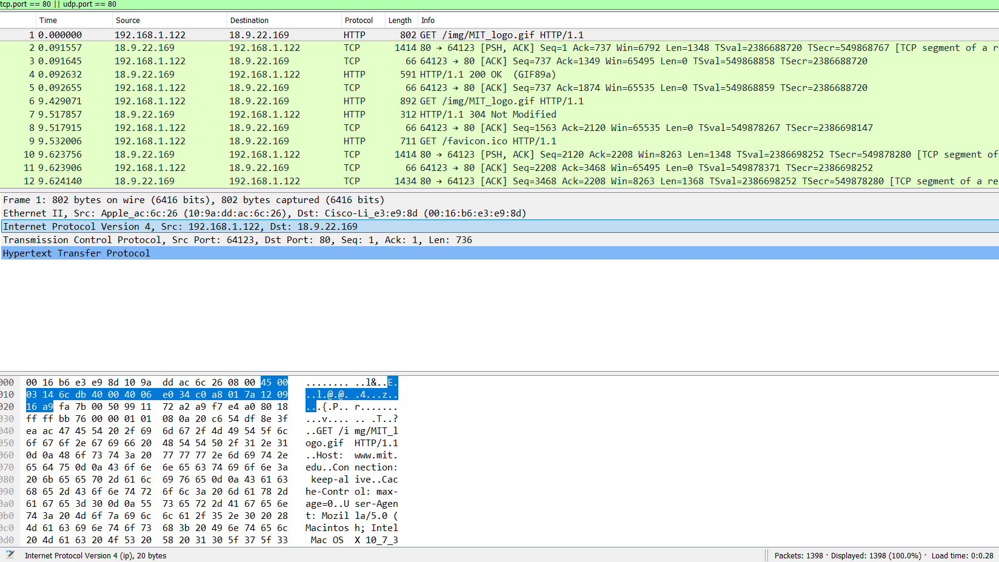 tcp.port == 80 || udp.port == 80
Time Source Destination Protocol Length Info
1 0.000000 192.168.1.122 18.9.22.169 HTTP 802 GET /img/MIT_logo.gif HTTP/1.1
2 0.091557 18.9.22.169 192.168.1.122 TCP 1414 80 → 64123 [PSH, ACK] Seq=1 Ack=737 Win=6792 Len=1348 TSval=2386688720 TSecr=549868767 [TCP segment of a r
3 0.091645 192.168.1.122 18.9.22.169 TCP 66 64123 → 80 [ACK] Seq=737 Ack=1349 Win=65495 Len=0 TSval=549868858 TSecr=2386688720
4 0.092632 18.9.22.169 192.168.1.122 HTTP 591 HTTP/1.1 200 OK (GIF89a)
5 0.092655 192.168.1.122 18.9.22.169 TCP 66 64123 → 80 [ACK] Seq=737 Ack=1874 Win=65535 Len=0 TSval=549868859 TSecr=2386688720
6 9.429071 192.168.1.122 18.9.22.169 HTTP 892 GET /img/MIT_logo.gif HTTP/1.1
7 9.517857 18.9.22.169 192.168.1.122 HTTP 312 HTTP/1.1 304 Not Modified
8 9.517915 192.168.1.122 18.9.22.169 TCP 66 64123 → 80 [ACK] Seq=1563 Ack=2120 Win=65535 Len=0 TSval=549878267 TSecr=2386698147
9 9.532006 192.168.1.122 18.9.22.169 HTTP 711 GET /favicon.ico HTTP/1.1
10 9.623756 18.9.22.169 192.168.1.122 TCP 1414 80 → 64123 [PSH, ACK] Seq=2120 Ack=2208 Win=8263 Len=1348 TSval=2386698252 TSecr=549878280 [TCP segment of
11 9.623906 192.168.1.122 18.9.22.169 TCP 66 64123 → 80 [ACK] Seq=2208 Ack=3468 Win=65495 Len=0 TSval=549878371 TSecr=2386698252
12 9.624140 18.9.22.169 192.168.1.122 TCP 1434 80 → 64123 [ACK] Seq=3468 Ack=2208 Win=8263 Len=1368 TSval=2386698252 TSecr=549878280 [TCP segment of a re
Frame 1: 802 bytes on wire (6416 bits), 802 bytes captured (6416 bits)
Ethernet II, Src: Apple_ac:6c:26 (10:9a:dd:ac:6c:26), Dst: Cisco-Li_e3:e9:8d (00:16:b6:e3:e9:8d)
Internet Protocol Version 4, Src: 192.168.1.122, Dst: 18.9.22.169
Transmission Control Protocol, Src Port: 64123, Dst Port: 80, Seq: 1, Ack: 1, Len: 736
Hypertext Transfer Protocol
000 00 16 b6 e3 e9 8d 10 9a dd ac 6c 26 08 00 45 00 ........ ..l&..E.
010 03 14 6c db 40 00 40 06 e0 34 c0 a8 01 7a 12 09 ..l.@.@. .4...z..
020 16 a9 fa 7b 00 50 99 11 72 a2 a9 f7 e4 a0 80 18 ...{.P.. r.......
030 ff ff bb 76 00 00 01 01 08 0a 20 c6 54 df 8e 3f ...v.... .. .T..?
040 ea ac 47 45 54 20 2f 69 6d 67 2f 4d 49 54 5f 6c ..GET /i mg/MIT_l
050 6f 67 6f 2e 67 69 66 20 48 54 54 50 2f 31 2e 31 ogo.gif HTTP/1.1
060 0d 0a 48 6f 73 74 3a 20 77 77 77 2e 6d 69 74 2e ..Host: www.mit.
070 65 64 75 0d 0a 43 6f 6e 6e 65 63 74 69 6f 6e 3a edu..Con nection:
080 20 6b 65 65 70 2d 61 6c 69 76 65 0d 0a 43 61 63 keep-al ive..Cac
090 68 65 2d 43 6f 6e 74 72 6f 6c 3a 20 6d 61 78 2d he-Contr ol: max-
0a0 61 67 65 3d 30 0d 0a 55 73 65 72 2d 41 67 65 6e age=0..U ser-Agen
0b0 74 3a 20 4d 6f 7a 69 6c 6c 61 2f 35 2e 30 20 28 t: Mozil la/5.0 (
0c0 4d 61 63 69 6e 74 6f 73 68 3b 20 49 6e 74 65 6c Macintos h; Intel
0d0 20 4d 61 63 20 4f 53 20 58 20 31 30 5f 37 5f 33 Mac OS X 10_7_3
Internet Protocol Version 4 (ip), 20 bytes Packets: 1398 · Displayed: 1398 (100.0%) · Load time: 0:0.28